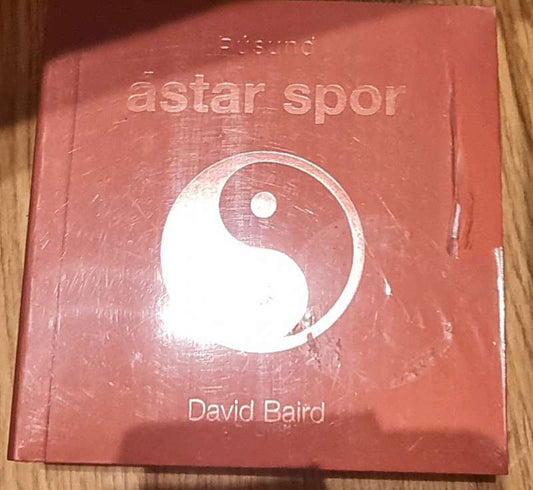 Þúsund
ástar spor
David Baird